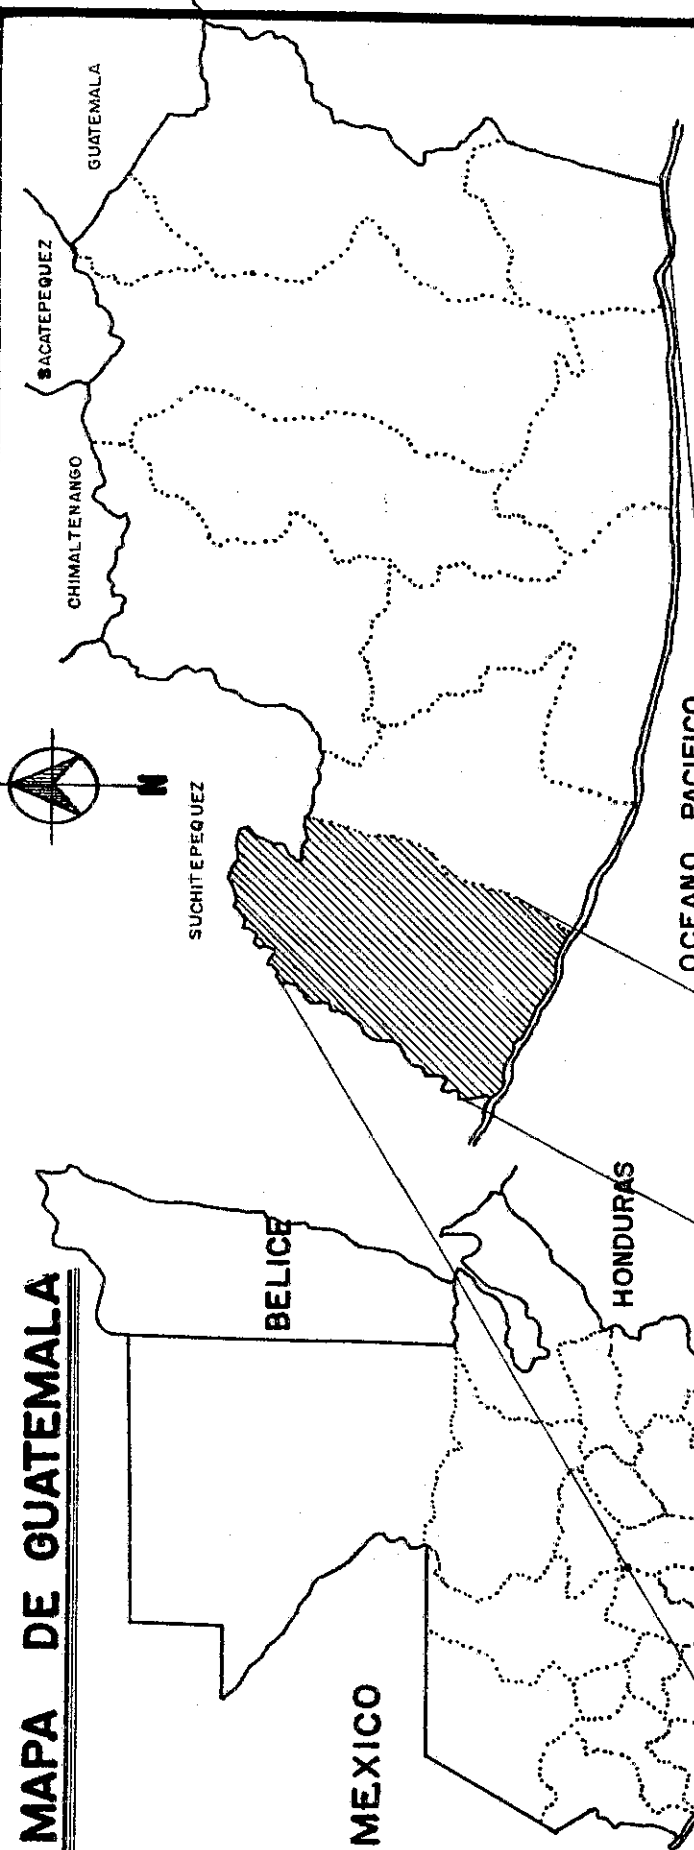 MAPA DE GUATEMALA
MEXICO
BELICE
HONDURAS
N
SUCHITEPEQUEZ
CHIMALTENANGO
SACATEPEQUEZ
GUATEMALA
OCEANO PACIFICO